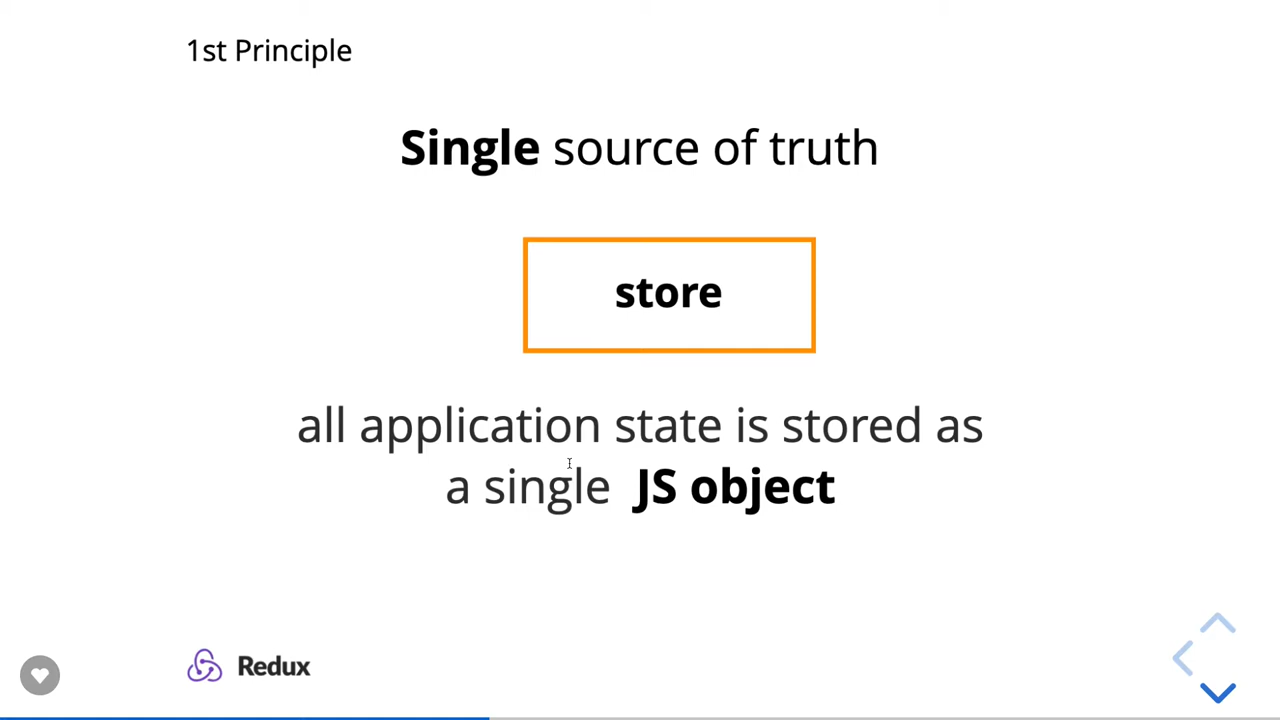 1st Principle
Single source of truth
store
all application state is stored as
a single JS object
Redux